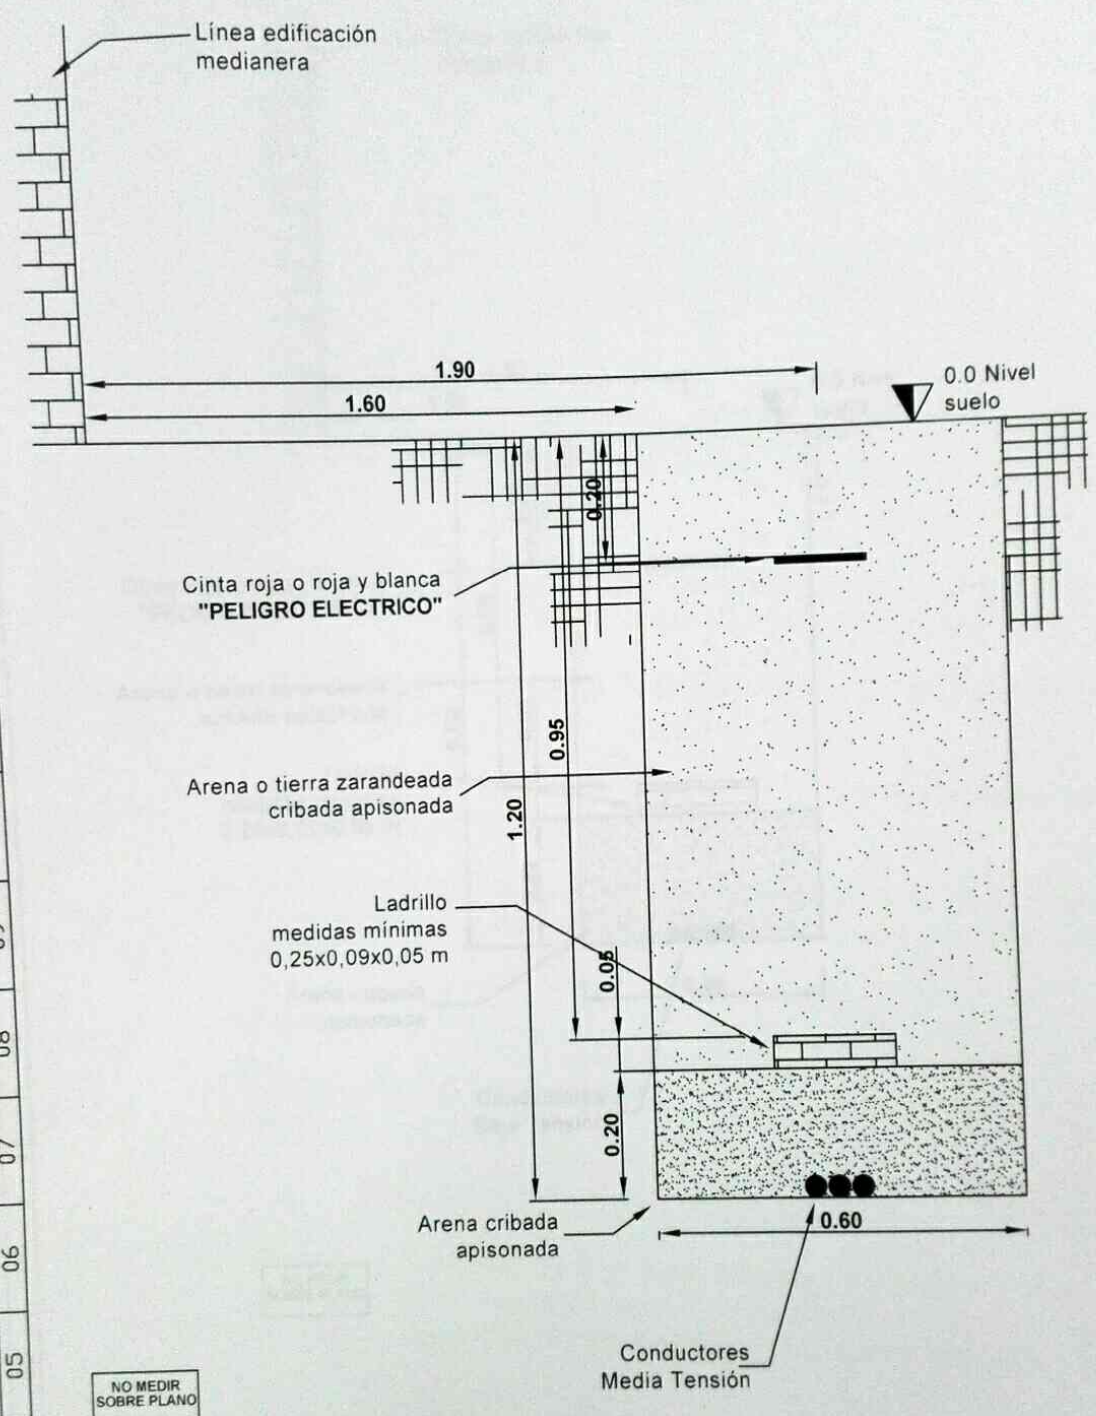 Línea edificación
medianera
1.90
1.60
0.0 Nivel
suelo
0.20
Cinta roja o roja y blanca
"PELIGRO ELECTRICO"
0.95
Arena o tierra zarandeada
cribada apisonada
1.20
Ladrillo
medidas mínimas
0,25x0,09x0,05 m
0.05
0.20
Arena cribada
apisonada
0.60
Conductores
Media Tensión
08
07
06
05
NO MEDIR
SOBRE PLANO